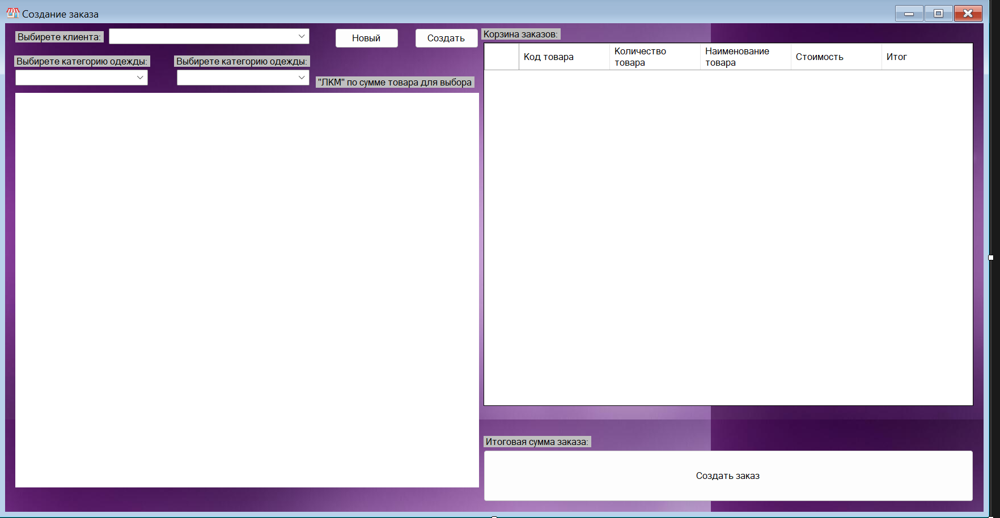 Создание заказа
Выбирете клиента:
Новый
Создать
Выбирете категорию одежды:
Выбирете категорию одежды:
"ЛКМ" по сумме товара для выбора
Корзина заказов:
Код товара
Количество
товара
Наименование
товара
Стоимость
Итог
Итоговая сумма заказа:
Создать заказ